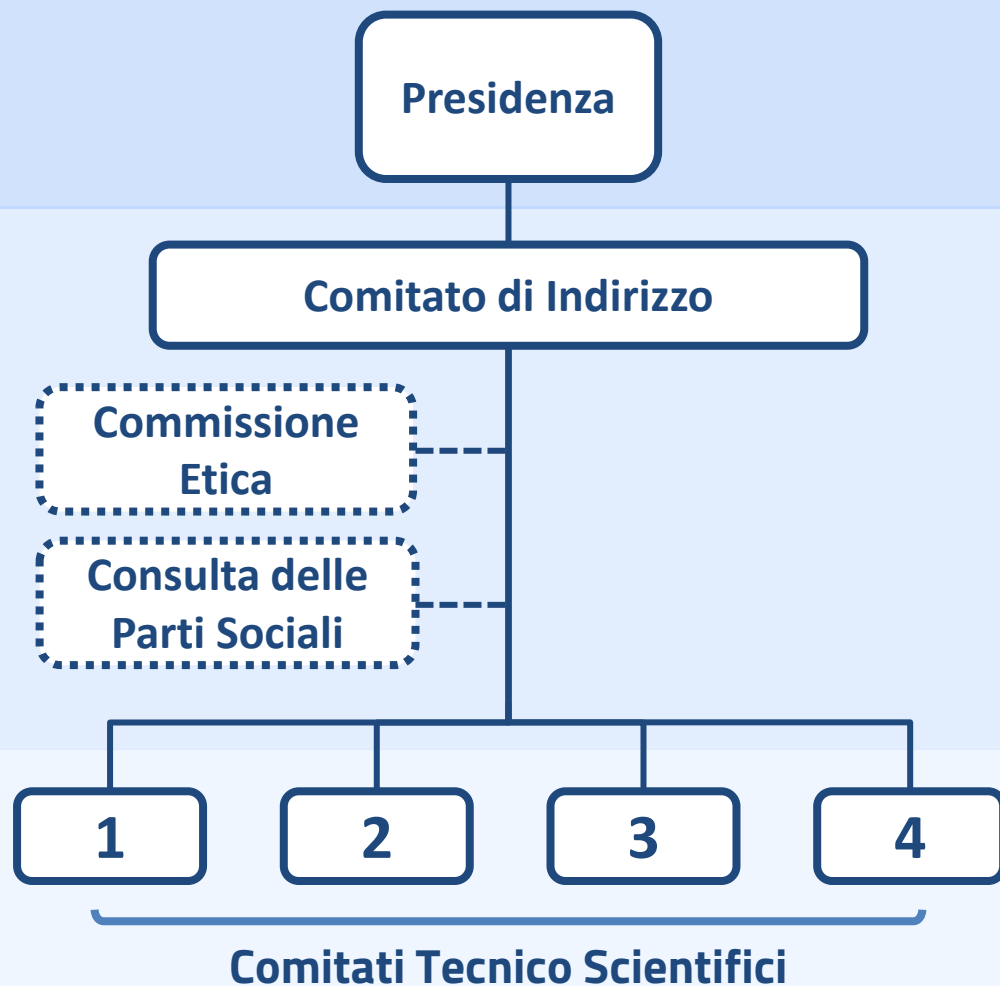 Presidenza
Comitato di Indirizzo
Commissione
Etica
Consulta delle
Parti Sociali
1 2 3 4
Comitati Tecnico Scientifici